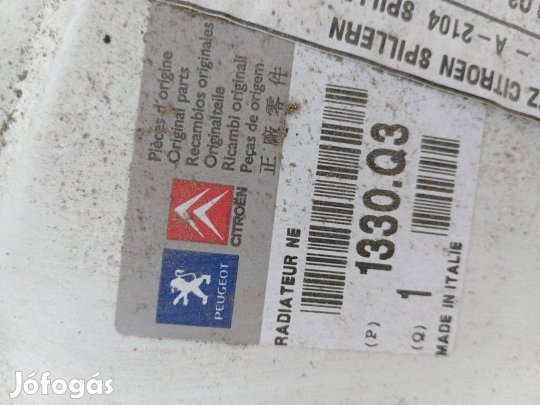 Pièces d'origine
Original parts
Recambios originales
Originalteile
Ricambi originali
Peças de origem
正廠零件
CITROËN
PEUGEOT
RADIATEUR NE
(P) 1330.Q3
(Q) 1
MADE IN ITALIE
CITROEN SPILLERN
- A-2104 SPILL
Jófogás